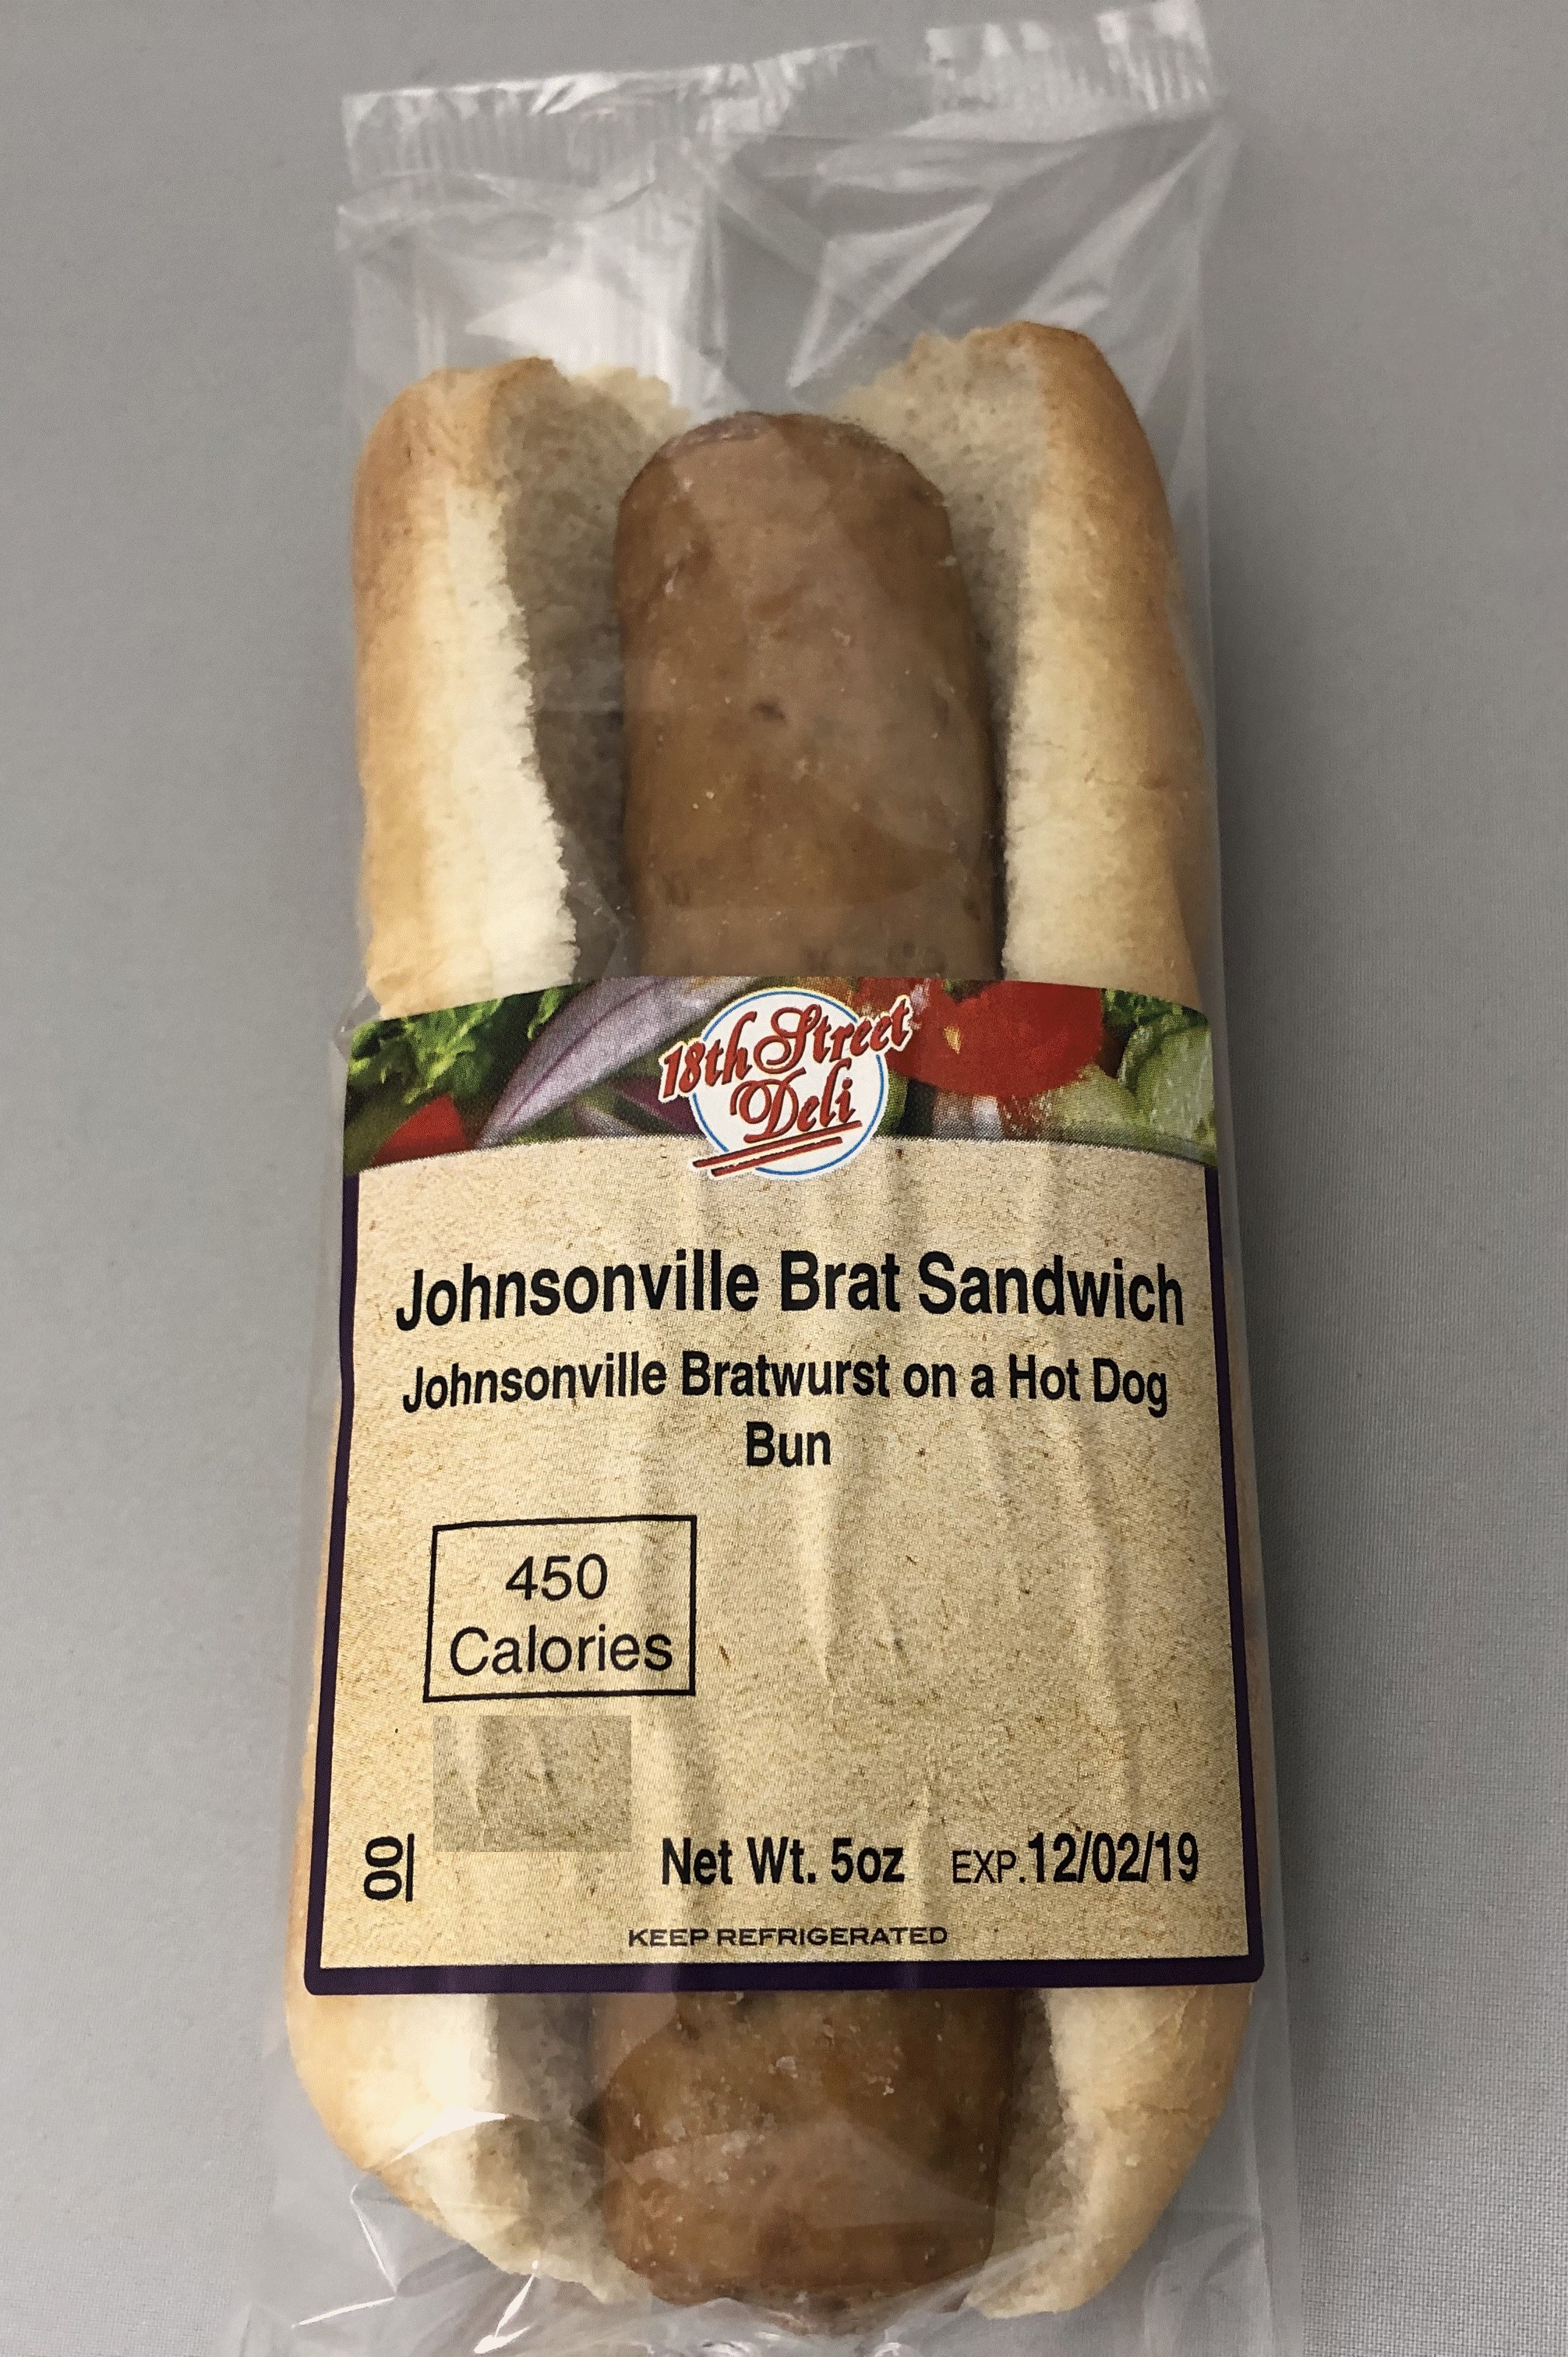 18th Street
Deli
Johnsonville Brat Sandwich
Johnsonville Bratwurst on a Hot Dog
Bun
450
Calories
00
Net Wt. 5oz EXP.12/02/19
KEEP REFRIGERATED